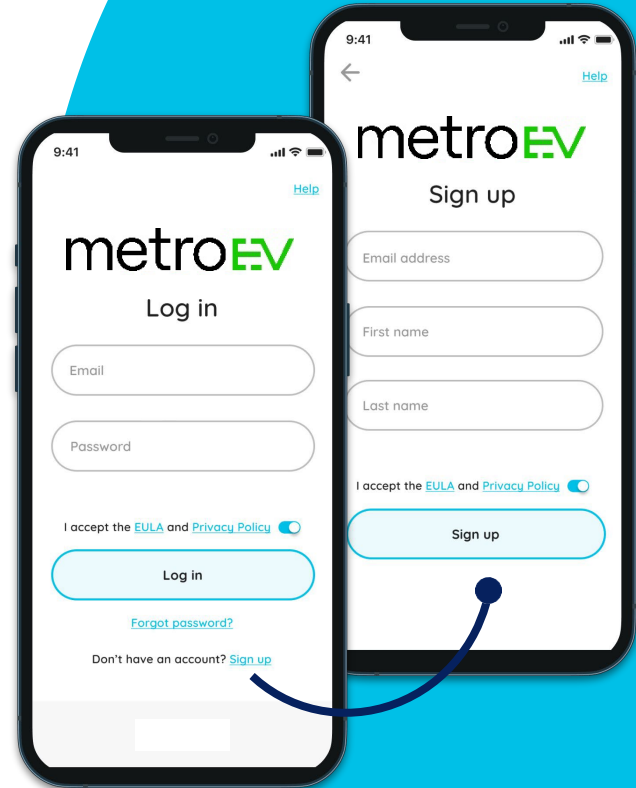 9:41
Help
metroEV
Log in
Email
Password
I accept the EULA and Privacy Policy
Log in
Forgot password?
Don't have an account? Sign up
9:41
Help
metroEV
Sign up
Email address
First name
Last name
I accept the EULA and Privacy Policy
Sign up